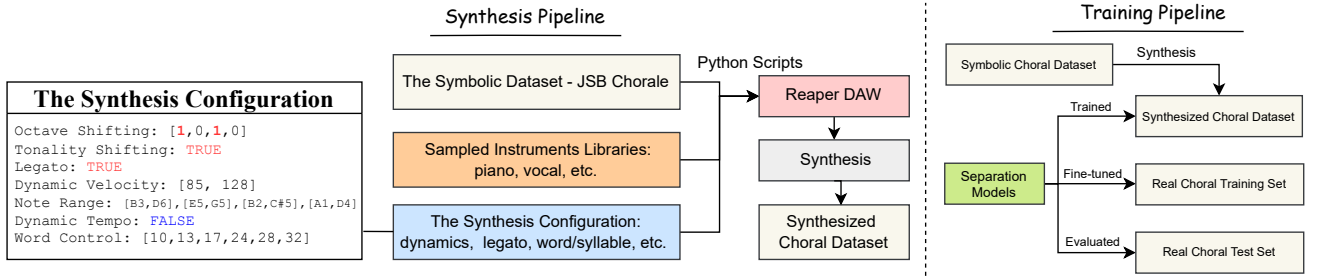 Synthesis Pipeline
The Synthesis Configuration
Octave Shifting: [1,0,1,0]
Tonality Shifting: TRUE
Legato: TRUE
Dynamic Velocity: [85, 128]
Note Range: [B3,D6],[E5,G5],[B2,C#5],[A1,D4]
Dynamic Tempo: FALSE
Word Control: [10,13,17,24,28,32]
The Symbolic Dataset - JSB Chorale
Sampled Instruments Libraries:
piano, vocal, etc.
The Synthesis Configuration:
dynamics, legato, word/syllable, etc.
Python Scripts
Reaper DAW
Synthesis
Synthesized
Choral Dataset
Training Pipeline
Symbolic Choral Dataset
Synthesis
Trained
Synthesized Choral Dataset
Separation
Models
Fine-tuned
Real Choral Training Set
Evaluated
Real Choral Test Set